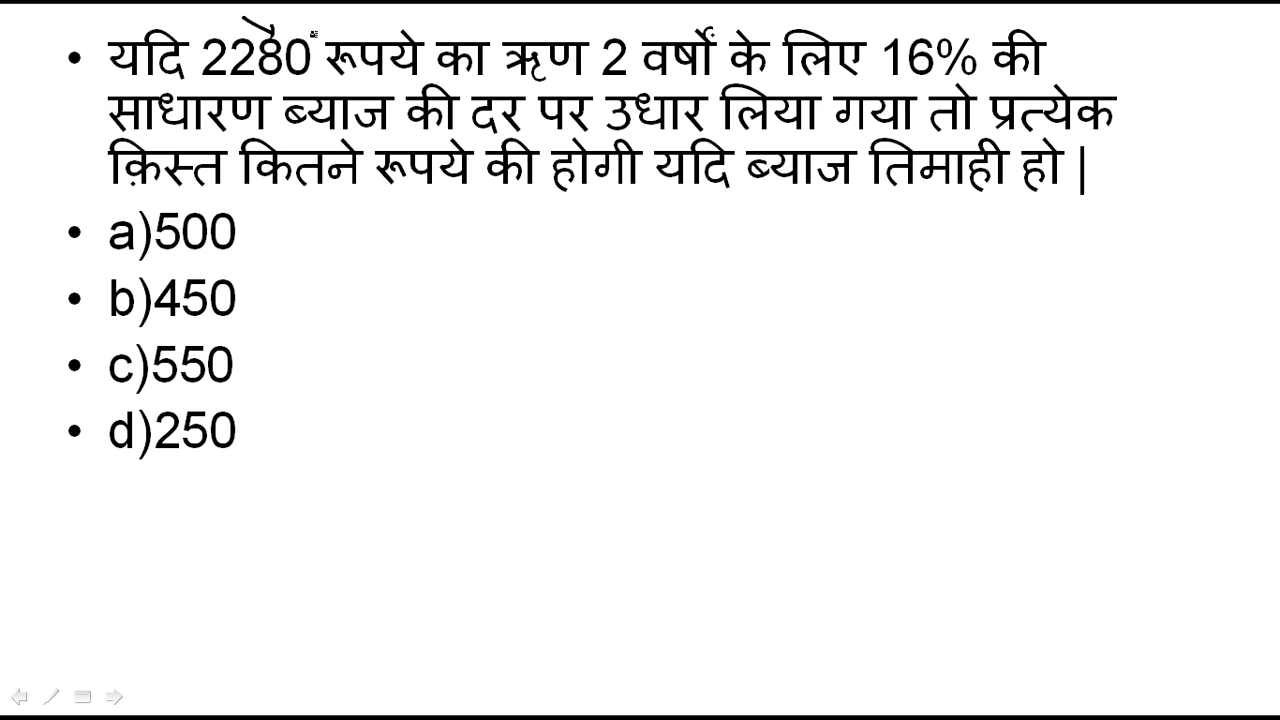 • यदि 2280 रूपये का ऋण 2 वर्षों के लिए 16% की
साधारण ब्याज की दर पर उधार लिया गया तो प्रत्येक
क़िस्त कितने रूपये की होगी यदि ब्याज तिमाही हो |
• a)500
• b)450
• c)550
• d)250